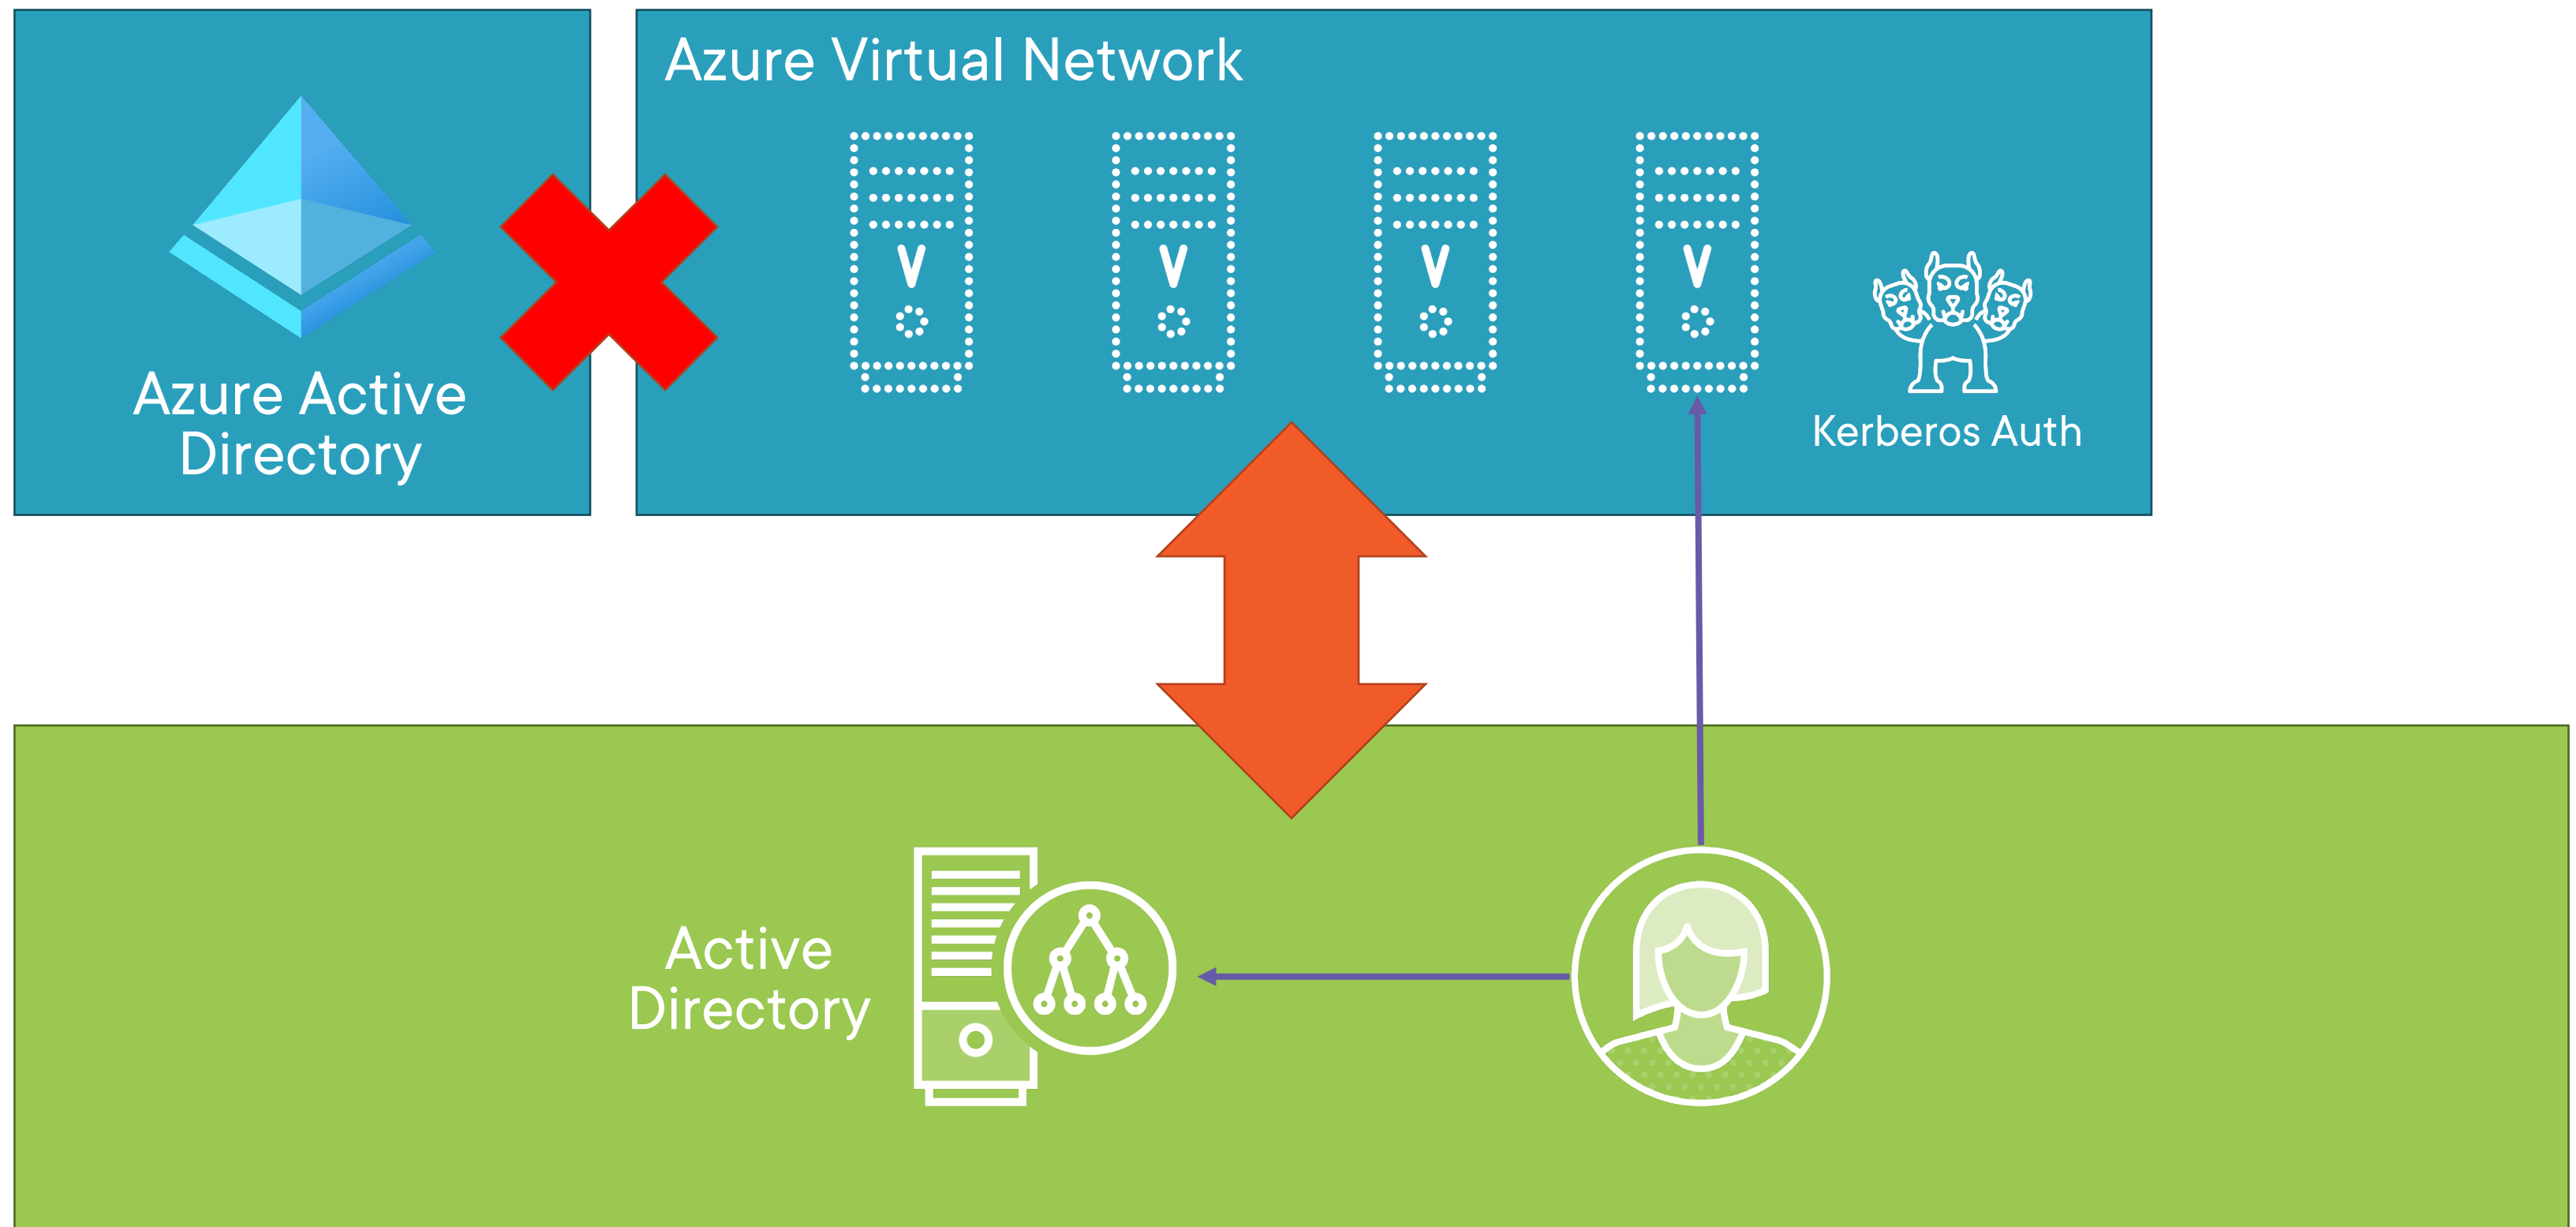 Azure Virtual Network
Azure Active
Directory
V
V
V
V
Kerberos Auth
Active
Directory